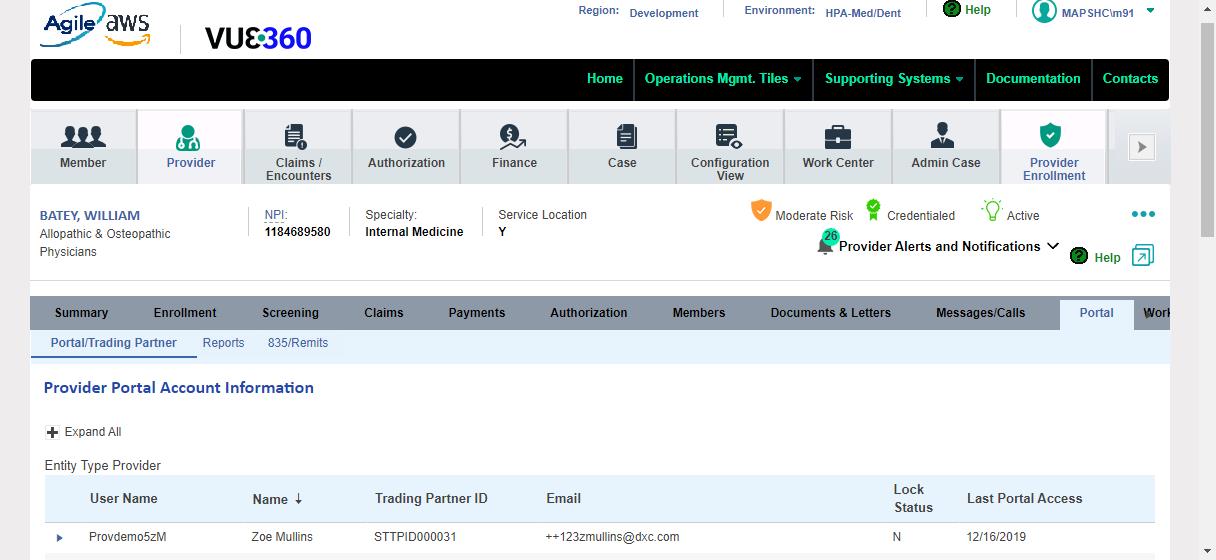 Agile aws
VUE360
Region: Development
Environment: HPA-Med/Dent
Help
MAPSHC\m91
Home
Operations Mgmt. Tiles
Supporting Systems
Documentation
Contacts
Member
Provider
Claims /
Encounters
Authorization
Finance
Case
Configuration
View
Work Center
Admin Case
Provider
Enrollment
BATEY, WILLIAM
Allopathic & Osteopathic
Physicians
NPI:
1184689580
Specialty:
Internal Medicine
Service Location
Y
Moderate Risk
Credentialed
Active
26
Provider Alerts and Notifications
Help
Summary
Enrollment
Screening
Claims
Payments
Authorization
Members
Documents & Letters
Messages/Calls
Portal
Work
Portal/Trading Partner
Reports
835/Remits
Provider Portal Account Information
Expand All
Entity Type Provider
User Name
Name
Trading Partner ID
Email
Lock
Status
Last Portal Access
Provdemo5zM
Zoe Mullins
STTPID000031
++123zmullins@dxc.com
N
12/16/2019